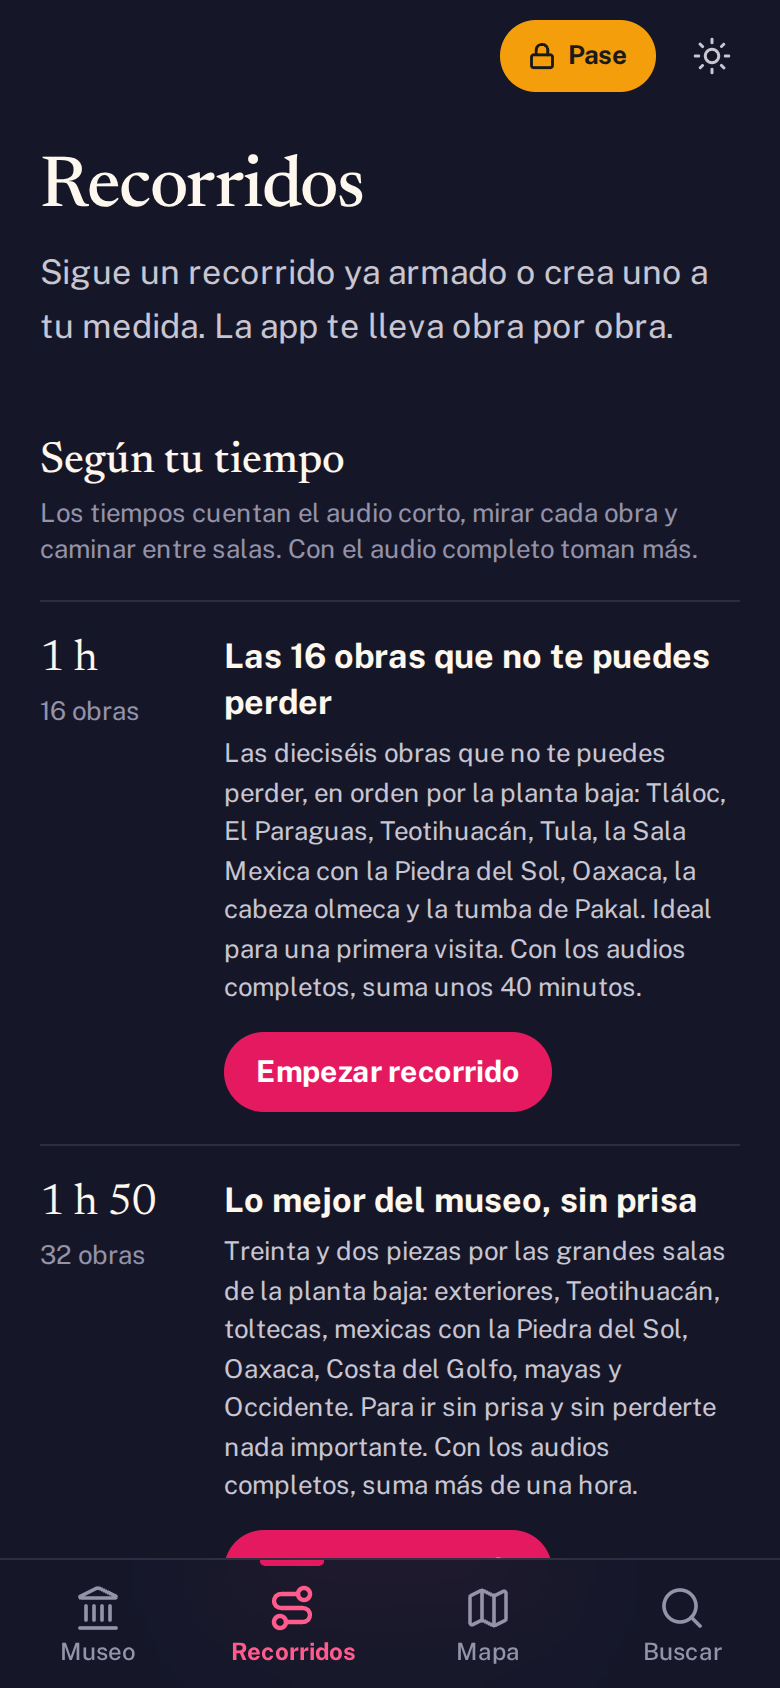 Pase
Recorridos
Sigue un recorrido ya armado o crea uno a
tu medida. La app te lleva obra por obra.
Según tu tiempo
Los tiempos cuentan el audio corto, mirar cada obra y
caminar entre salas. Con el audio completo toman más.
1 h
16 obras
Las 16 obras que no te puedes
perder
Las dieciséis obras que no te puedes
perder, en orden por la planta baja: Tláloc,
El Paraguas, Teotihuacán, Tula, la Sala
Mexica con la Piedra del Sol, Oaxaca, la
cabeza olmeca y la tumba de Pakal. Ideal
para una primera visita. Con los audios
completos, suma unos 40 minutos.
Empezar recorrido
1 h 50
32 obras
Lo mejor del museo, sin prisa
Treinta y dos piezas por las grandes salas
de la planta baja: exteriores, Teotihuacán,
toltecas, mexicas con la Piedra del Sol,
Oaxaca, Costa del Golfo, mayas y
Occidente. Para ir sin prisa y sin perderte
nada importante. Con los audios
completos, suma más de una hora.
Museo
Recorridos
Mapa
Buscar